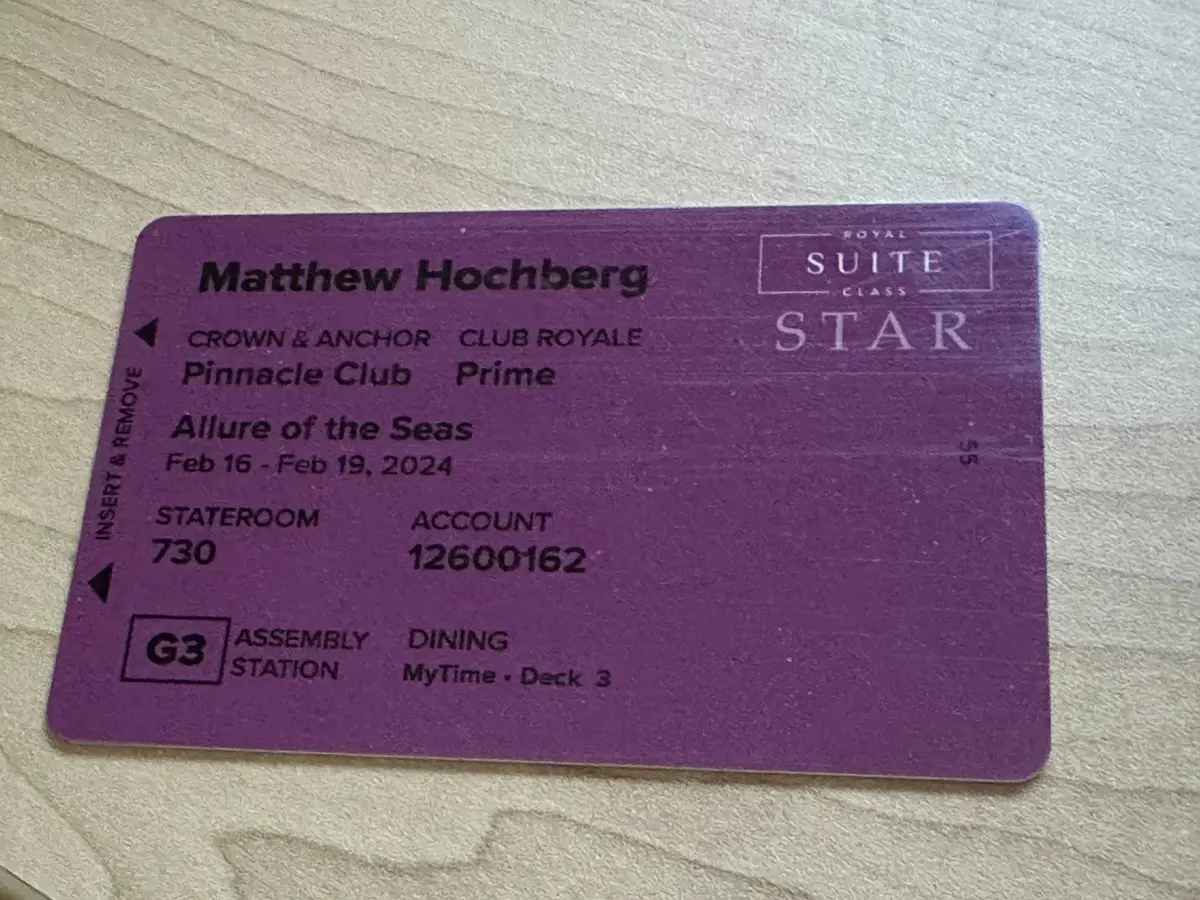 Matthew Hochberg
ROYAL
SUITE
CLASS
STAR
CROWN & ANCHOR CLUB ROYALE
Pinnacle Club Prime
INSERT & REMOVE
Allure of the Seas
Feb 16 - Feb 19, 2024
55
STATEROOM ACCOUNT
730 12600162
G3 ASSEMBLY STATION
DINING
MyTime • Deck 3